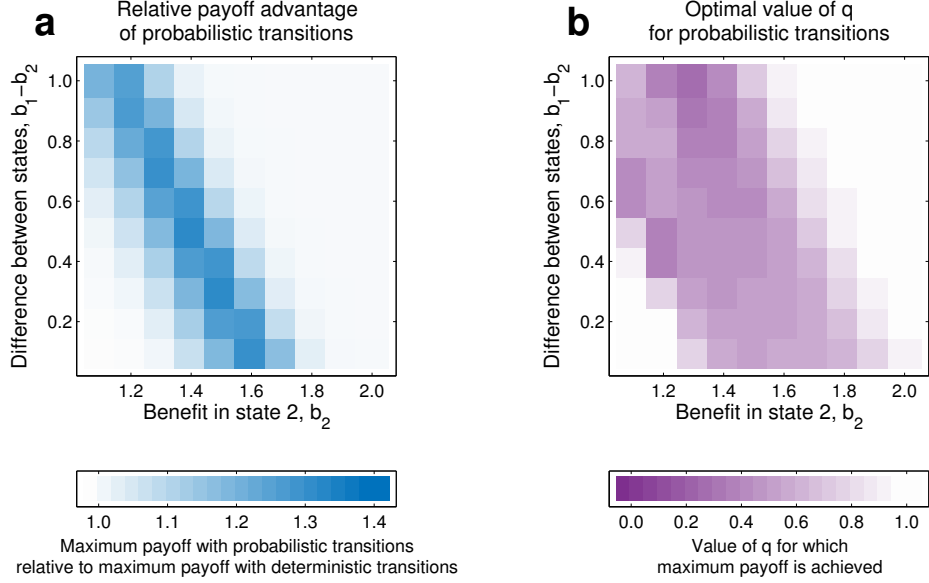 a
Relative payoff advantage
of probabilistic transitions
Difference between states, b1−b2
1.0
0.8
0.6
0.4
0.2
1.2 1.4 1.6 1.8 2.0
Benefit in state 2, b2
1.0 1.1 1.2 1.3 1.4
Maximum payoff with probabilistic transitions
relative to maximum payoff with deterministic transitions
b
Optimal value of q
for probabilistic transitions
Difference between states, b1−b2
1.0
0.8
0.6
0.4
0.2
1.2 1.4 1.6 1.8 2.0
Benefit in state 2, b2
0.0 0.2 0.4 0.6 0.8 1.0
Value of q for which
maximum payoff is achieved